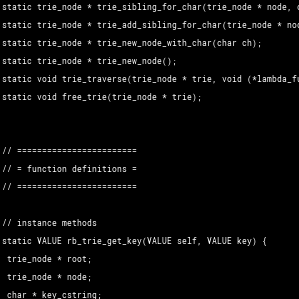 static trie_node * trie_sibling_for_char(trie_node * node,
static trie_node * trie_add_sibling_for_char(trie_node *
static trie_node * trie_new_node_with_char(char ch);
static trie_node * trie_new_node();
static void trie_traverse(trie_node * trie, void
static void free_trie(trie_node * trie);
// ========================
// = function definitions =
// ========================
// instance methods
static VALUE rb_trie_get_key(VALUE self, VALUE key) {
trie_node * root;
trie_node * node;
char * key_cstring;